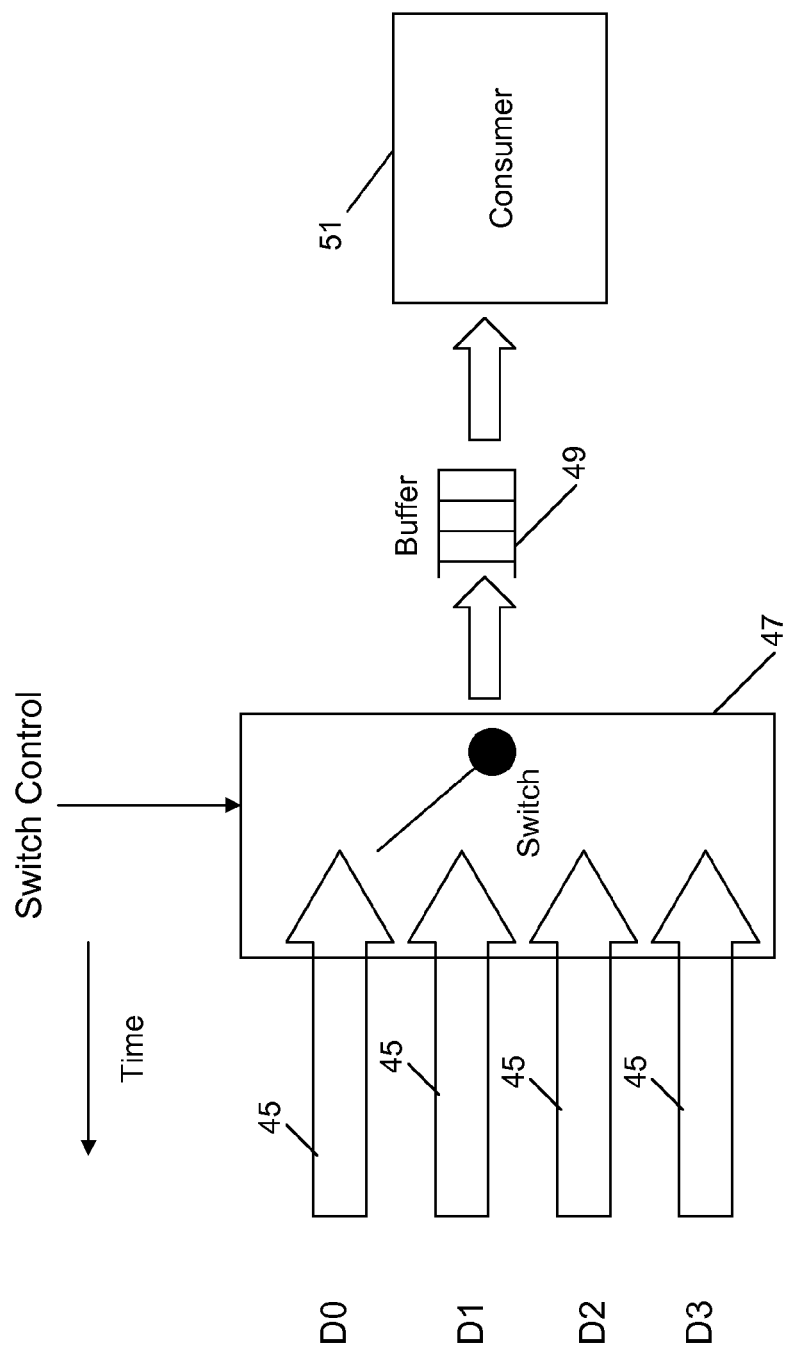 Switch Control
Time
D0
45
D1
45
D2
45
D3
45
Switch
47
Buffer
49
51
Consumer